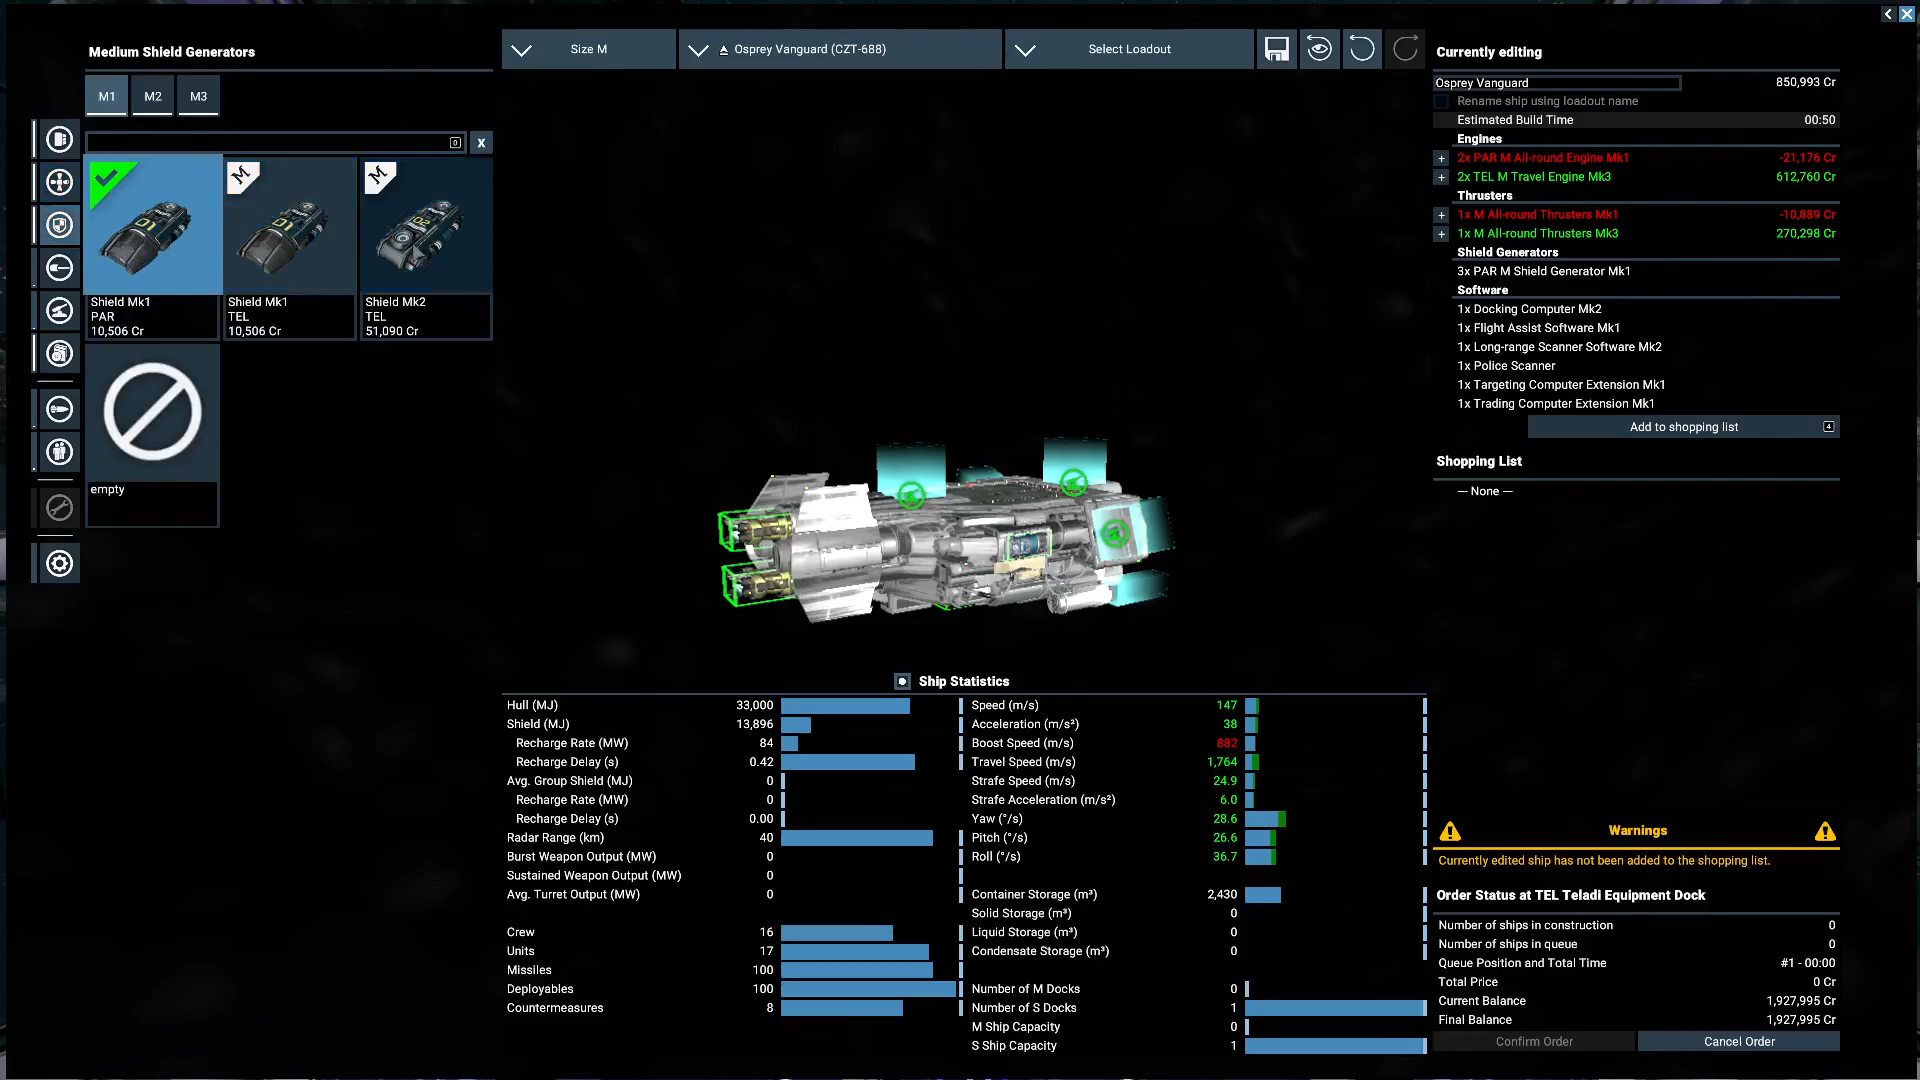 Medium Shield Generators
M1
M2
M3
0
X
Shield Mk1
PAR
10,506 Cr
Shield Mk1
TEL
10,506 Cr
Shield Mk2
TEL
51,090 Cr
empty
Size M
Osprey Vanguard (CZT-688)
Select Loadout
Ship Statistics
Hull (MJ) 33,000
Shield (MJ) 13,896
Recharge Rate (MW) 84
Recharge Delay (s) 0.42
Avg. Group Shield (MJ) 0
Recharge Rate (MW) 0
Recharge Delay (s) 0.00
Radar Range (km) 40
Burst Weapon Output (MW) 0
Sustained Weapon Output (MW) 0
Avg. Turret Output (MW) 0
Crew 16
Units 17
Missiles 100
Deployables 100
Countermeasures 8
Speed (m/s) 147
Acceleration (m/s²) 38
Boost Speed (m/s) 882
Travel Speed (m/s) 1,764
Strafe Speed (m/s) 24.9
Strafe Acceleration (m/s²) 6.0
Yaw (°/s) 28.6
Pitch (°/s) 26.6
Roll (°/s) 36.7
Container Storage (m³) 2,430
Solid Storage (m³) 0
Liquid Storage (m³) 0
Condensate Storage (m³) 0
Number of M Docks 0
Number of S Docks 1
M Ship Capacity 0
S Ship Capacity 1
Currently editing
Osprey Vanguard 850,993 Cr
Rename ship using loadout name
Estimated Build Time 00:50
Engines
+ 2x PAR M All-round Engine Mk1 -21,176 Cr
+ 2x TEL M Travel Engine Mk3 612,760 Cr
Thrusters
+ 1x M All-round Thrusters Mk1 -10,889 Cr
+ 1x M All-round Thrusters Mk3 270,298 Cr
Shield Generators
3x PAR M Shield Generator Mk1
Software
1x Docking Computer Mk2
1x Flight Assist Software Mk1
1x Long-range Scanner Software Mk2
1x Police Scanner
1x Targeting Computer Extension Mk1
1x Trading Computer Extension Mk1
Add to shopping list 4
Shopping List
— None —
Warnings
Currently edited ship has not been added to the shopping list.
Order Status at TEL Teladi Equipment Dock
Number of ships in construction 0
Number of ships in queue 0
Queue Position and Total Time #1 - 00:00
Total Price 0 Cr
Current Balance 1,927,995 Cr
Final Balance 1,927,995 Cr
Confirm Order
Cancel Order